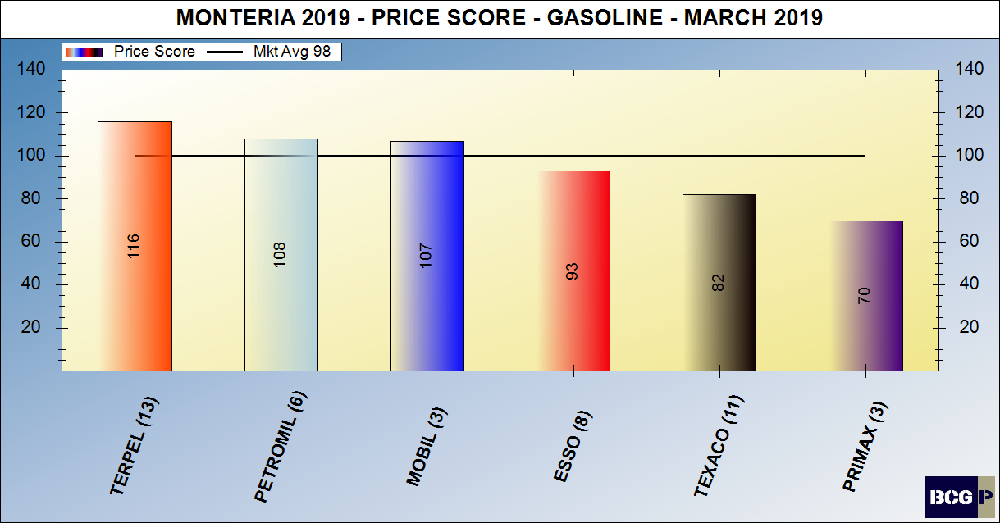 MONTERIA 2019 - PRICE SCORE - GASOLINE - MARCH 2019
Price Score Mkt Avg 98
140 140
120 120
100 100
80 80
60 60
40 40
20 20
116 108 107 93 82 70
TERPEL (13) PETROMIL (6) MOBIL (3) ESSO (8) TEXACO (11) PRIMAX (3)
BCG P